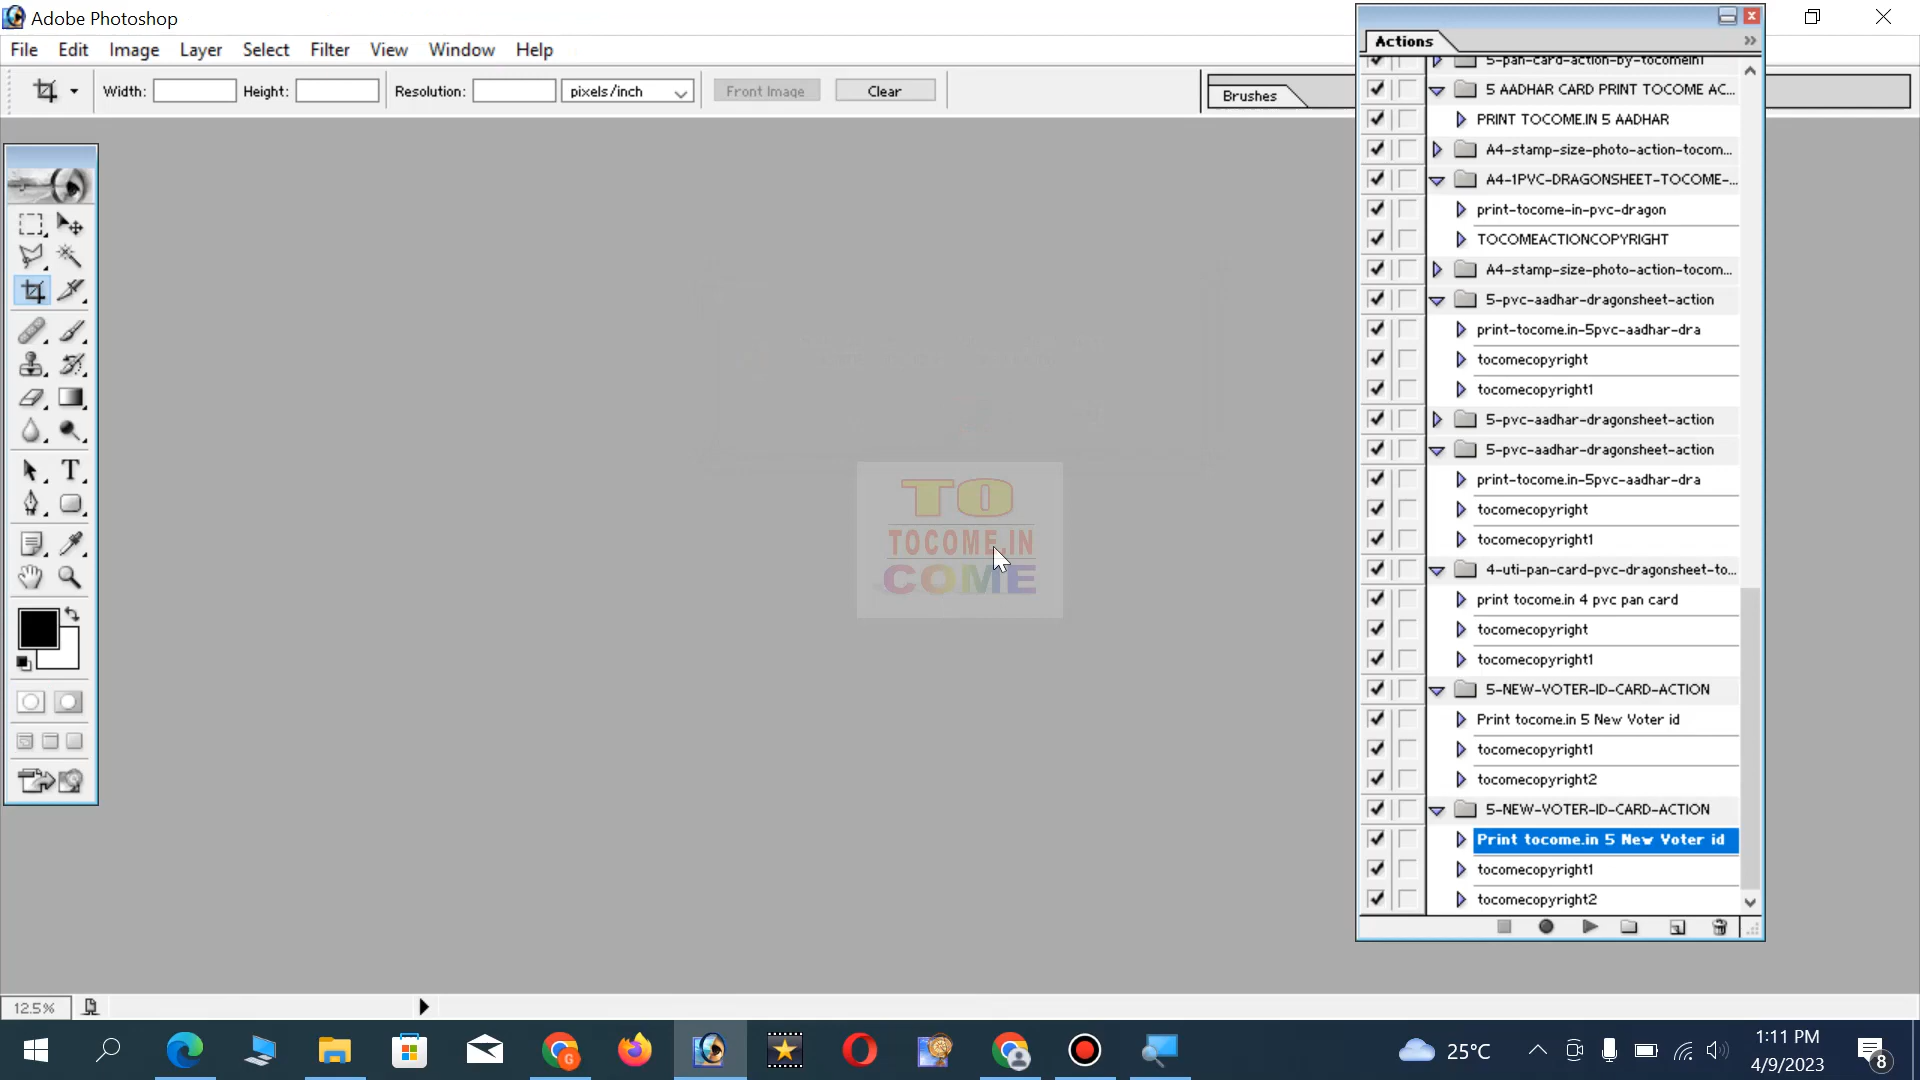 Adobe Photoshop
File Edit Image Layer Select Filter View Window Help
Width: Height: Resolution: pixels/inch Front Image Clear
Brushes
Actions
5-pan-card-action-by-tocomein1
5 AADHAR CARD PRINT TOCOME AC...
PRINT TOCOME.IN 5 AADHAR
A4-stamp-size-photo-action-tocom...
A4-1PVC-DRAGONSHEET-TOCOME-...
print-tocome-in-pvc-dragon
TOCOMEACTIONCOPYRIGHT
A4-stamp-size-photo-action-tocom...
5-pvc-aadhar-dragonsheet-action
print-tocome.in-5pvc-aadhar-dra
tocomecopyright
tocomecopyright1
5-pvc-aadhar-dragonsheet-action
5-pvc-aadhar-dragonsheet-action
print-tocome.in-5pvc-aadhar-dra
tocomecopyright
tocomecopyright1
4-uti-pan-card-pvc-dragonsheet-to...
print tocome.in 4 pvc pan card
tocomecopyright
tocomecopyright1
5-NEW-VOTER-ID-CARD-ACTION
Print tocome.in 5 New Voter id
tocomecopyright1
tocomecopyright2
5-NEW-VOTER-ID-CARD-ACTION
Print tocome.in 5 New Voter id
tocomecopyright1
tocomecopyright2
TO
TOCOME.IN
COME
12.5%
25°C
1:11 PM
4/9/2023
8